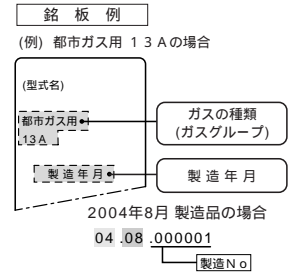 銘 板 例
(例) 都市ガス用 13Aの場合
(型式名)
都市ガス用
13A
ガスの種類
(ガスグループ)
製造年月
製造年月
2004年8月 製造品の場合
04 .08 .000001
製造No